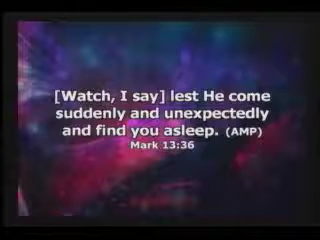 [Watch, I say] lest He come
suddenly and unexpectedly
and find you asleep. (AMP)
Mark 13:36